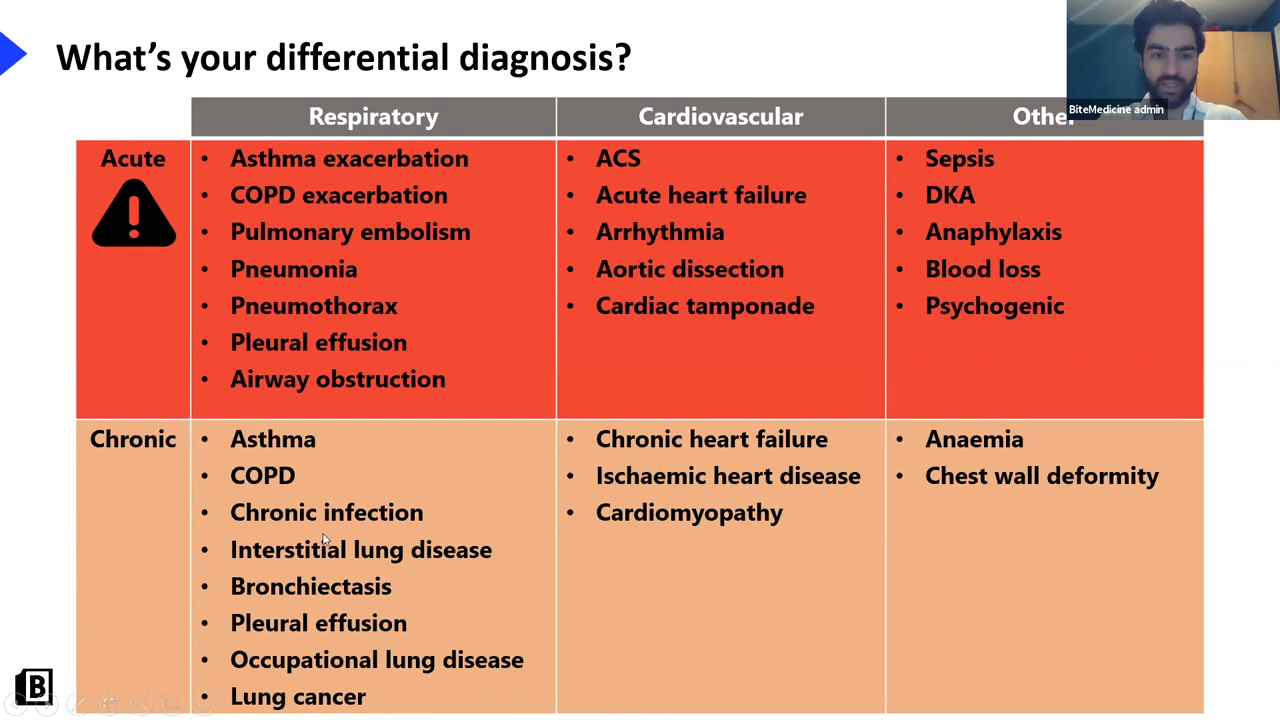 What's your differential diagnosis?
BiteMedicine admin
Respiratory
Cardiovascular
Other
Acute
• Asthma exacerbation
• COPD exacerbation
• Pulmonary embolism
• Pneumonia
• Pneumothorax
• Pleural effusion
• Airway obstruction
• ACS
• Acute heart failure
• Arrhythmia
• Aortic dissection
• Cardiac tamponade
• Sepsis
• DKA
• Anaphylaxis
• Blood loss
• Psychogenic
Chronic
• Asthma
• COPD
• Chronic infection
• Interstitial lung disease
• Bronchiectasis
• Pleural effusion
• Occupational lung disease
• Lung cancer
• Chronic heart failure
• Ischaemic heart disease
• Cardiomyopathy
• Anaemia
• Chest wall deformity
B